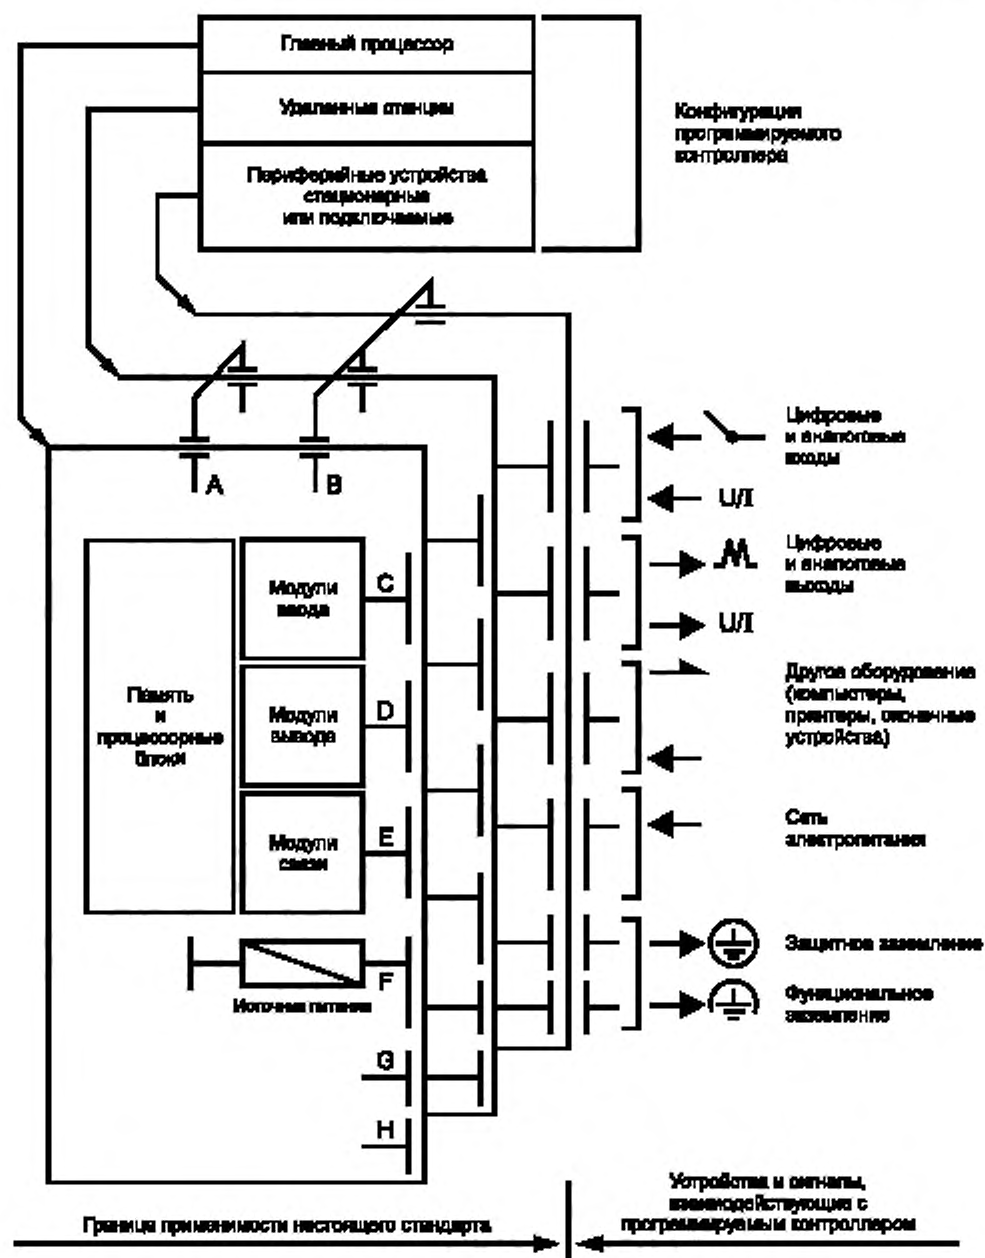 Главный процессор
Удаленные станции
Периферийные устройства
стационарные
или подключаемые
Конфигурация
программируемого
контроллера
A
B
Цифровые
и аналоговые
входы
U/I
Цифровые
и аналоговые
выходы
U/I
Модули
ввода
C
Память
и
процессорные
блоки
Модули
вывода
D
Другое оборудование
(компьютеры,
принтеры, оконечные
устройства)
Модули
связи
E
Сеть
электропитания
F
Источник питания
Защитное заземление
Функциональное
заземление
G
H
Граница применимости настоящего стандарта
Устройства и сигналы,
взаимодействующие с
программируемым контроллером